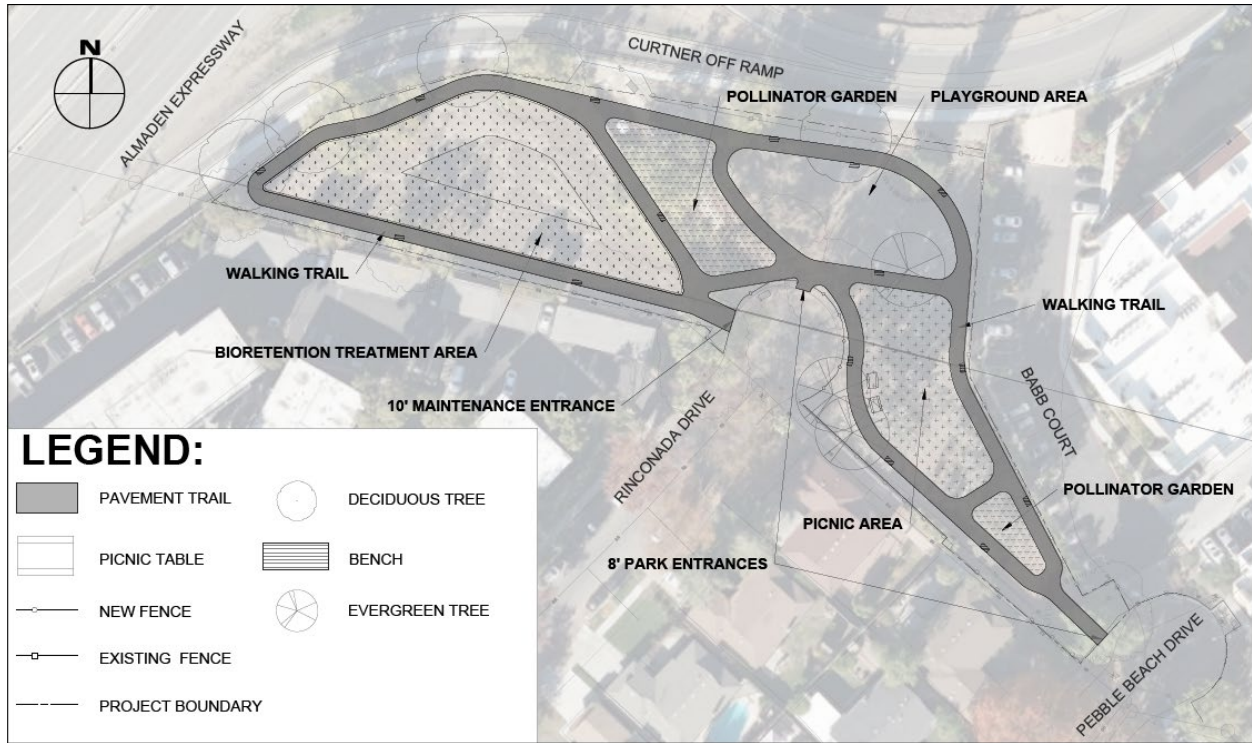 N
ALMADEN EXPRESSWAY
CURTNER OFF RAMP
POLLINATOR GARDEN
PLAYGROUND AREA
WALKING TRAIL
WALKING TRAIL
BIORETENTION TREATMENT AREA
10' MAINTENANCE ENTRANCE
RINCONADA DRIVE
BABB COURT
POLLINATOR GARDEN
PICNIC AREA
8' PARK ENTRANCES
PEBBLE BEACH DRIVE
LEGEND:
PAVEMENT TRAIL
DECIDUOUS TREE
PICNIC TABLE
BENCH
NEW FENCE
EVERGREEN TREE
EXISTING FENCE
PROJECT BOUNDARY